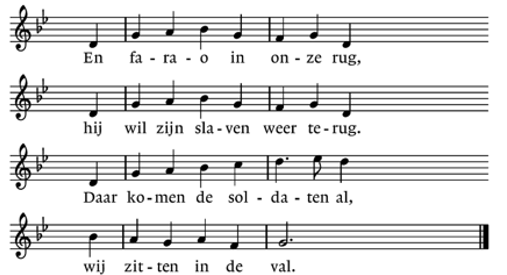 En fa - ra - o in on - ze rug,
hij wil zijn sla - ven weer te - rug.
Daar ko - men de sol - da - ten al,
wij zit - ten in de val.